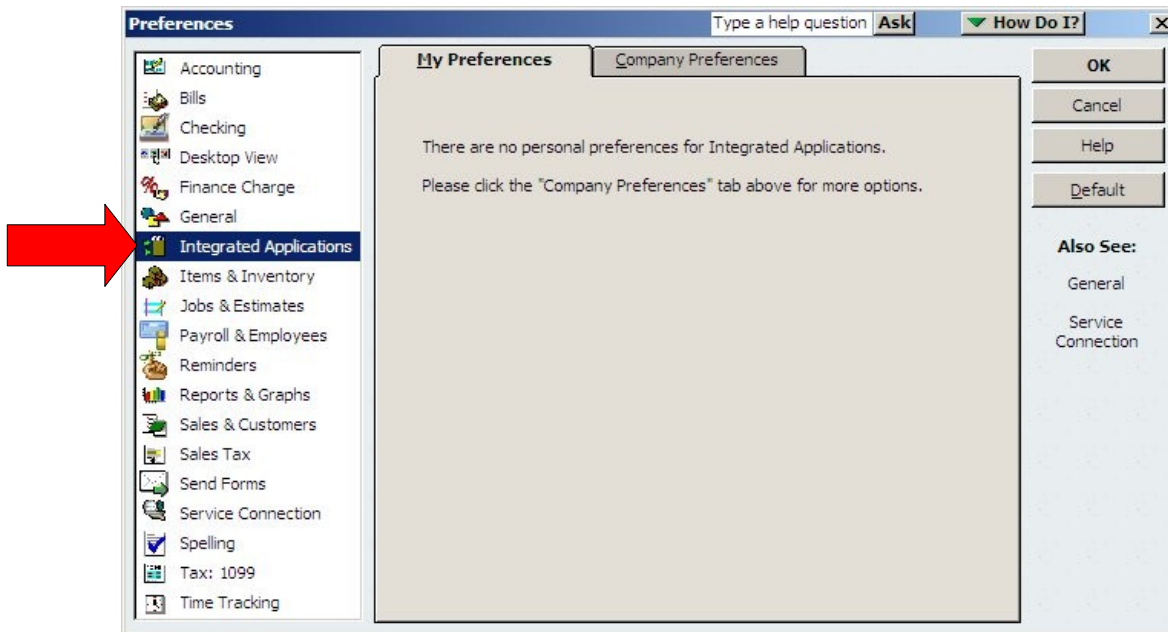 Preferences
Type a help question Ask
How Do I?
Accounting
Bills
Checking
Desktop View
Finance Charge
General
Integrated Applications
Items & Inventory
Jobs & Estimates
Payroll & Employees
Reminders
Reports & Graphs
Sales & Customers
Sales Tax
Send Forms
Service Connection
Spelling
Tax: 1099
Time Tracking
My Preferences
Company Preferences
There are no personal preferences for Integrated Applications.
Please click the "Company Preferences" tab above for more options.
OK
Cancel
Help
Default
Also See:
General
Service
Connection